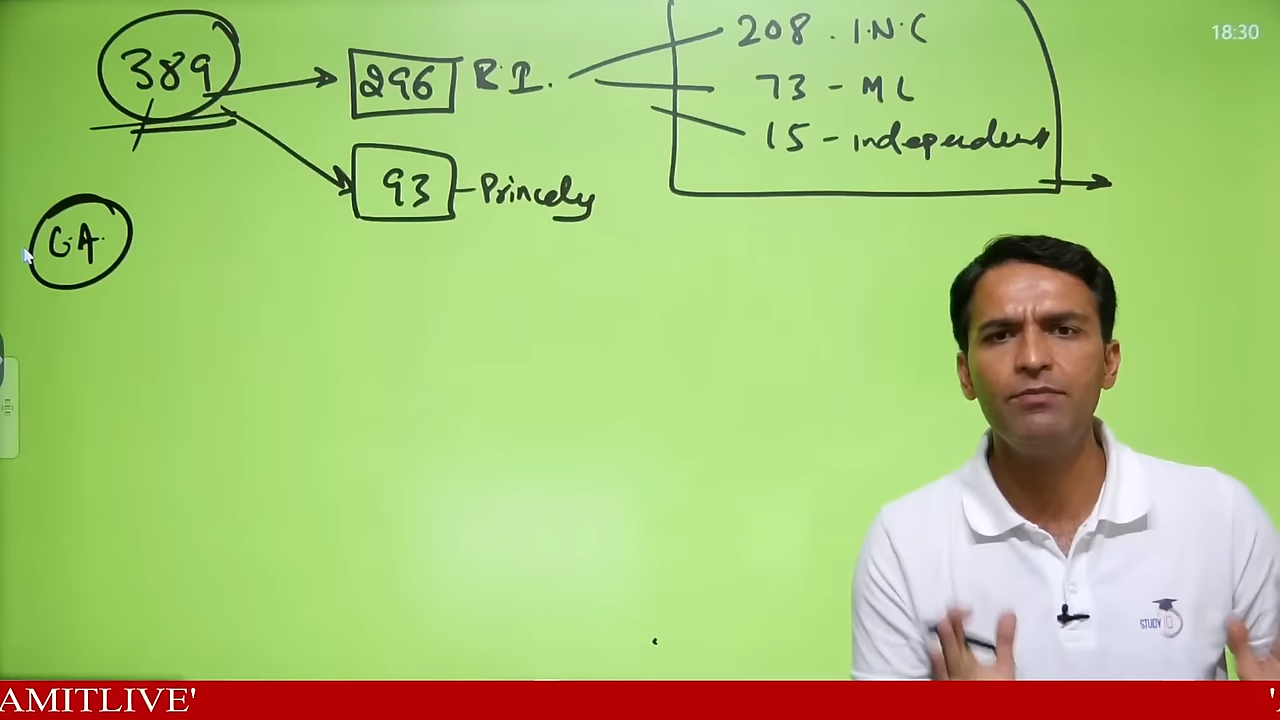 18:30
389
296 B.I.
208 . I.N.C
73 - ML
15 - independent
93 - Princely
C.A.
STUDY IQ
AMITLIVE'